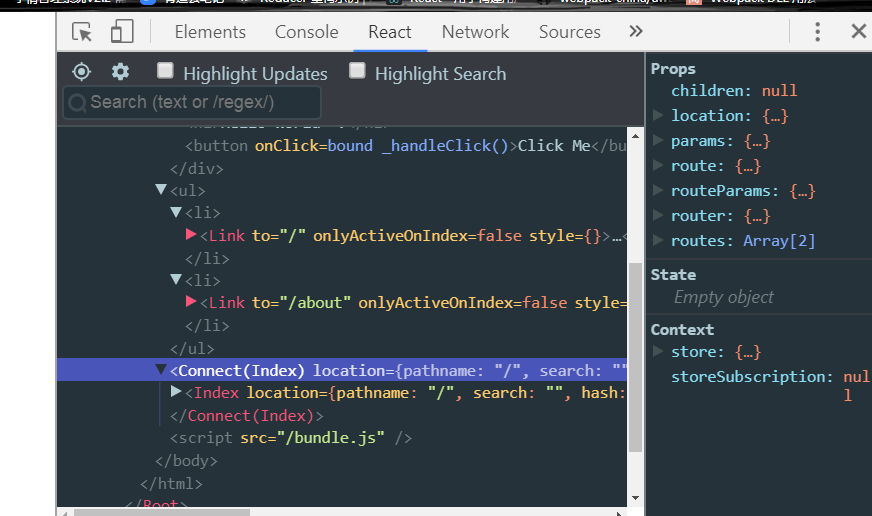 Elements Console React Network Sources
Highlight Updates Highlight Search
Search (text or /regex/)
<button onClick=bound _handleClick()>Click Me</bu
</div>
<ul>
<li>
<Link to="/" onlyActiveOnIndex=false style={}>…<
</li>
<li>
<Link to="/about" onlyActiveOnIndex=false style=
</li>
</ul>
<Connect(Index) location={pathname: "/", search: ""
<Index location={pathname: "/", search: "", hash:
</Connect(Index)>
<script src="/bundle.js" />
</body>
</html>
</Root>
Props
children: null
location: {…}
params: {…}
route: {…}
routeParams: {…}
router: {…}
routes: Array[2]
State
Empty object
Context
store: {…}
storeSubscription: nul
l